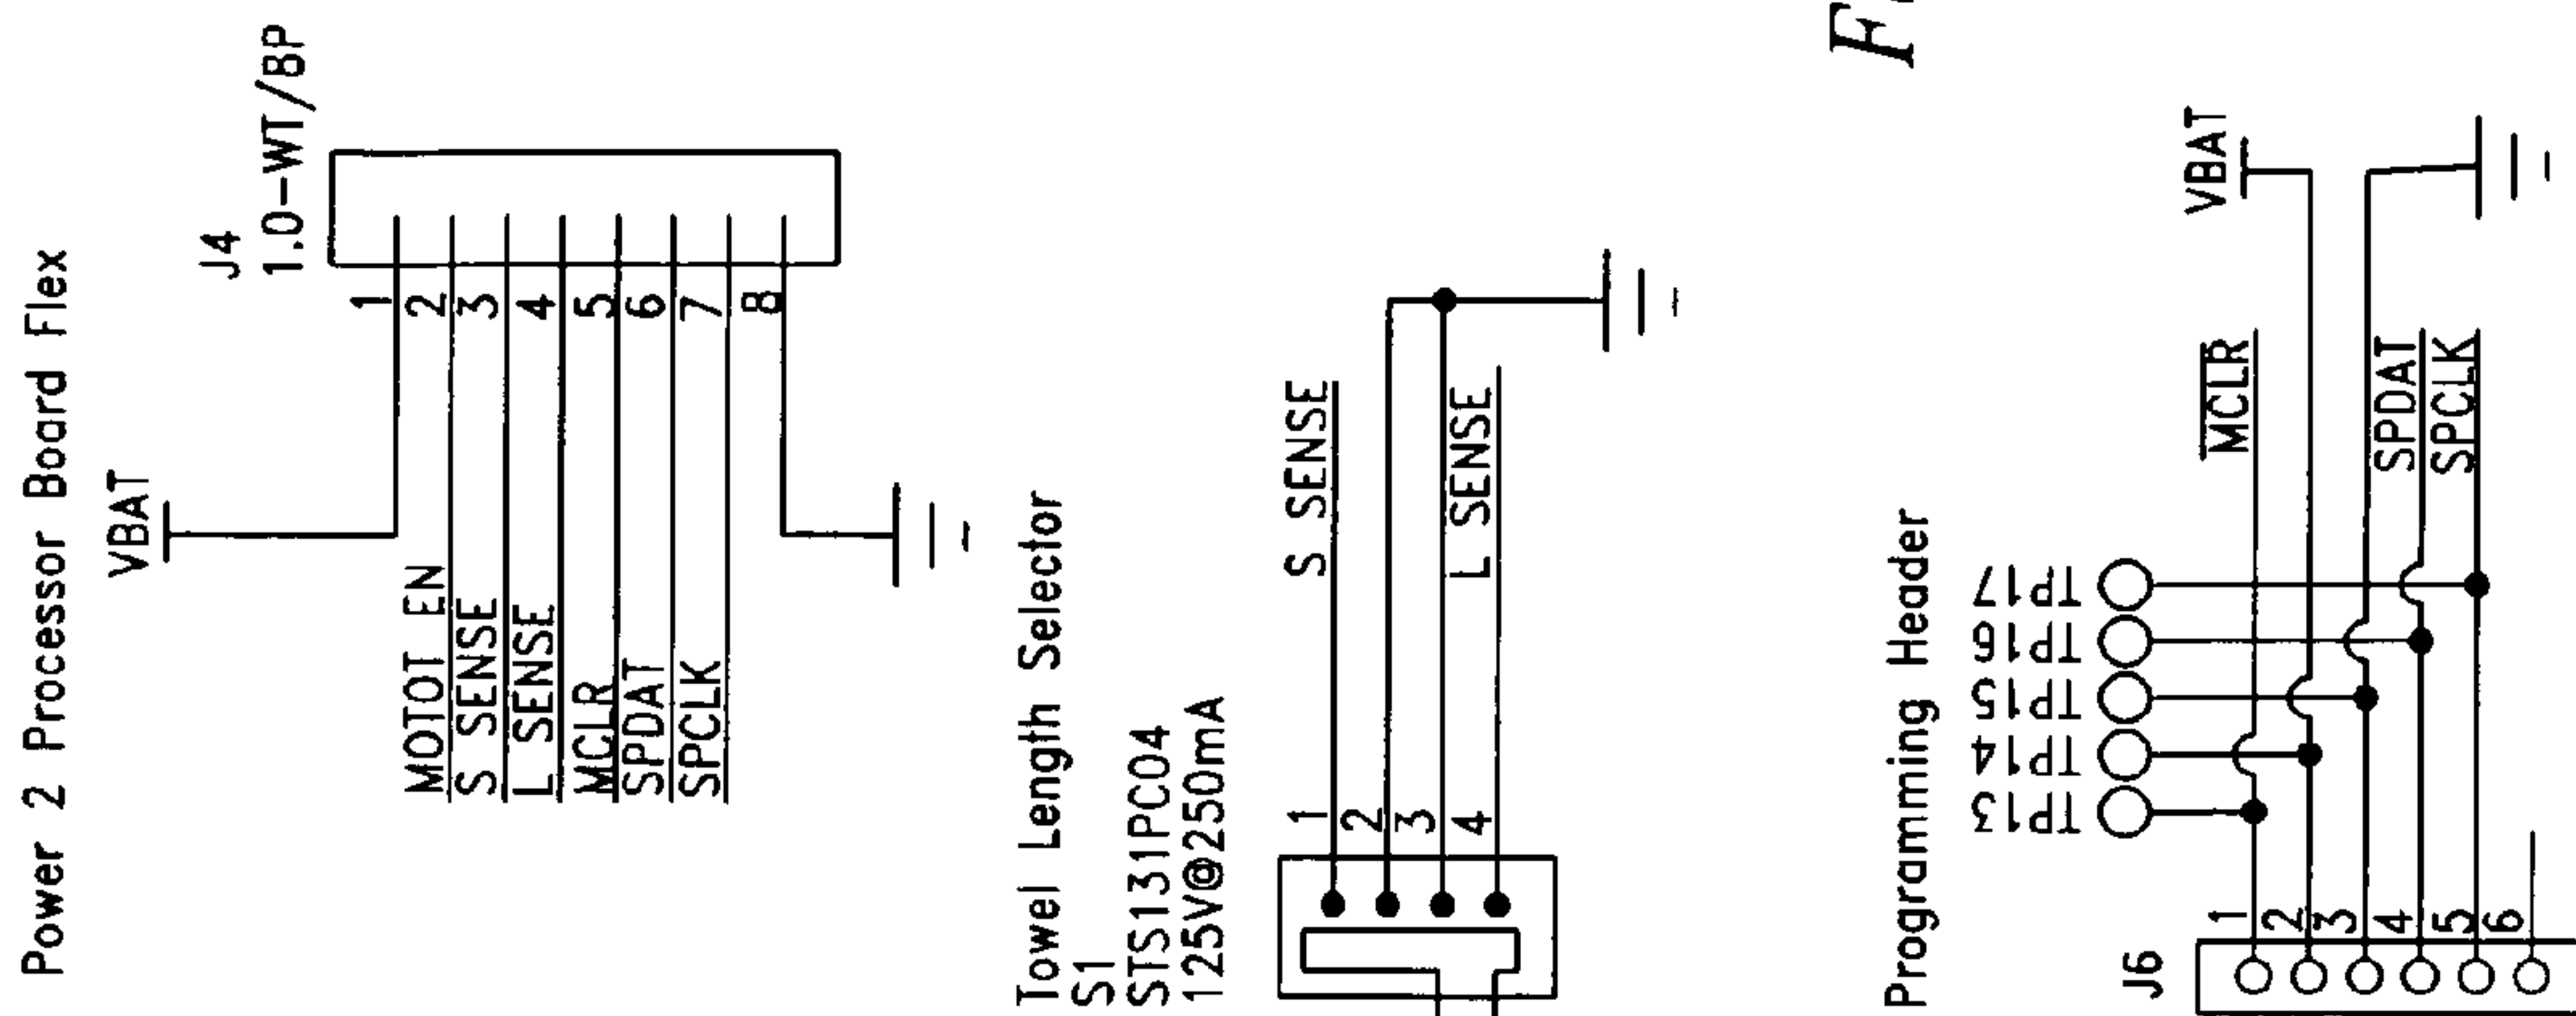 Power 2 Processor Board Flex
J4
1.0-WT/8P
VBAT
1
2
3
4
5
6
7
8
MOTOT EN
S SENSE
L SENSE
MCLR
SPDAT
SPCLK
Towel Length Selector
S1
STS131PC04
125V@250mA
1
2
3
4
S SENSE
L SENSE
Programming Header
TP13
TP14
TP15
TP16
TP17
MCLR
VBAT
SPDAT
SPCLK
J6
1
2
3
4
5
6